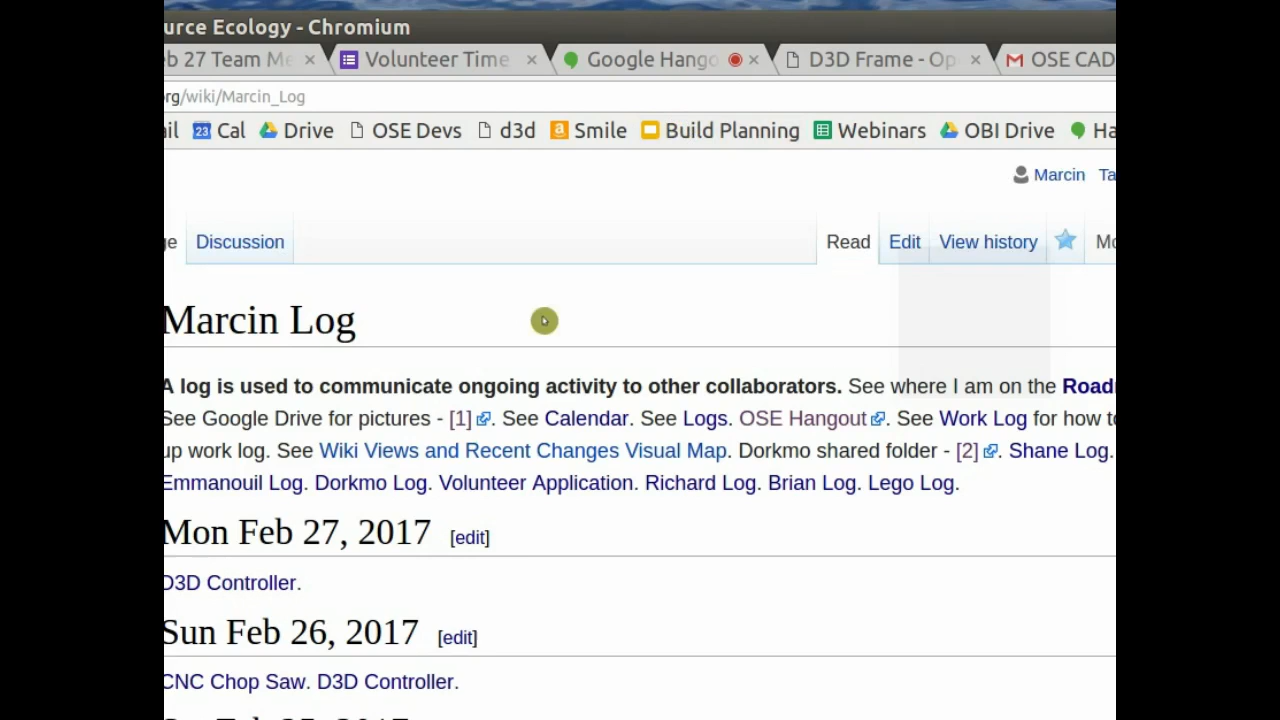 urce Ecology - Chromium
eb 27 Team Me Volunteer Time Google Hango D3D Frame - Op OSE CAD
rg/wiki/Marcin_Log
il Cal Drive OSE Devs d3d Smile Build Planning Webinars OBI Drive Ha
Marcin Ta
ge Discussion Read Edit View history Mo
Marcin Log
A log is used to communicate ongoing activity to other collaborators. See where I am on the Roadm
See Google Drive for pictures - [1]. See Calendar. See Logs. OSE Hangout. See Work Log for how to
up work log. See Wiki Views and Recent Changes Visual Map. Dorkmo shared folder - [2]. Shane Log.
Emmanouil Log. Dorkmo Log. Volunteer Application. Richard Log. Brian Log. Lego Log.
Mon Feb 27, 2017 [edit]
D3D Controller.
Sun Feb 26, 2017 [edit]
CNC Chop Saw. D3D Controller.